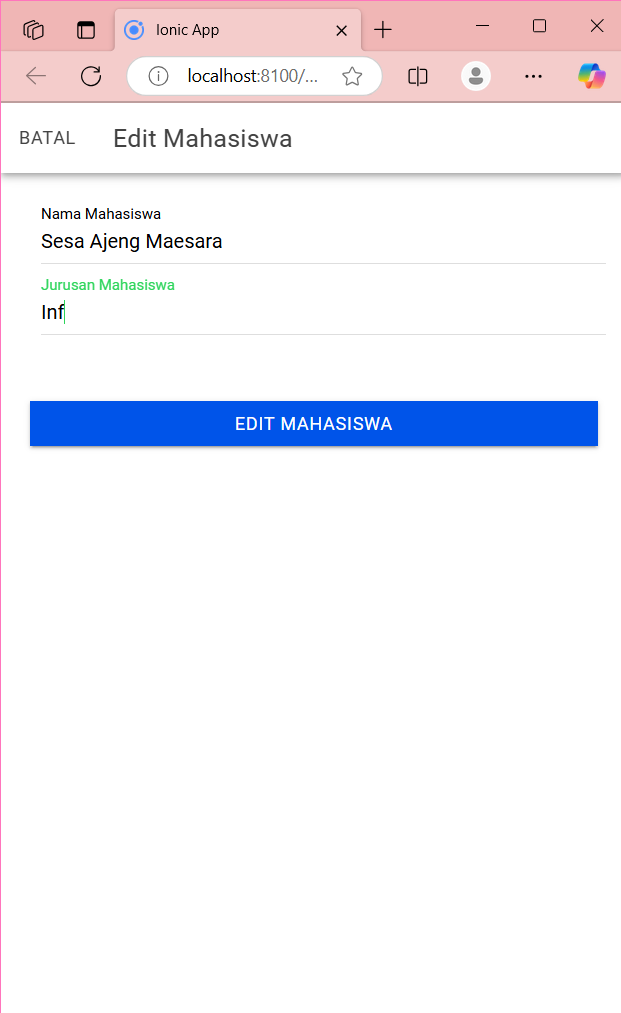 Ionic App
localhost:8100/...
BATAL
Edit Mahasiswa
Nama Mahasiswa
Sesa Ajeng Maesara
Jurusan Mahasiswa
Inf
EDIT MAHASISWA